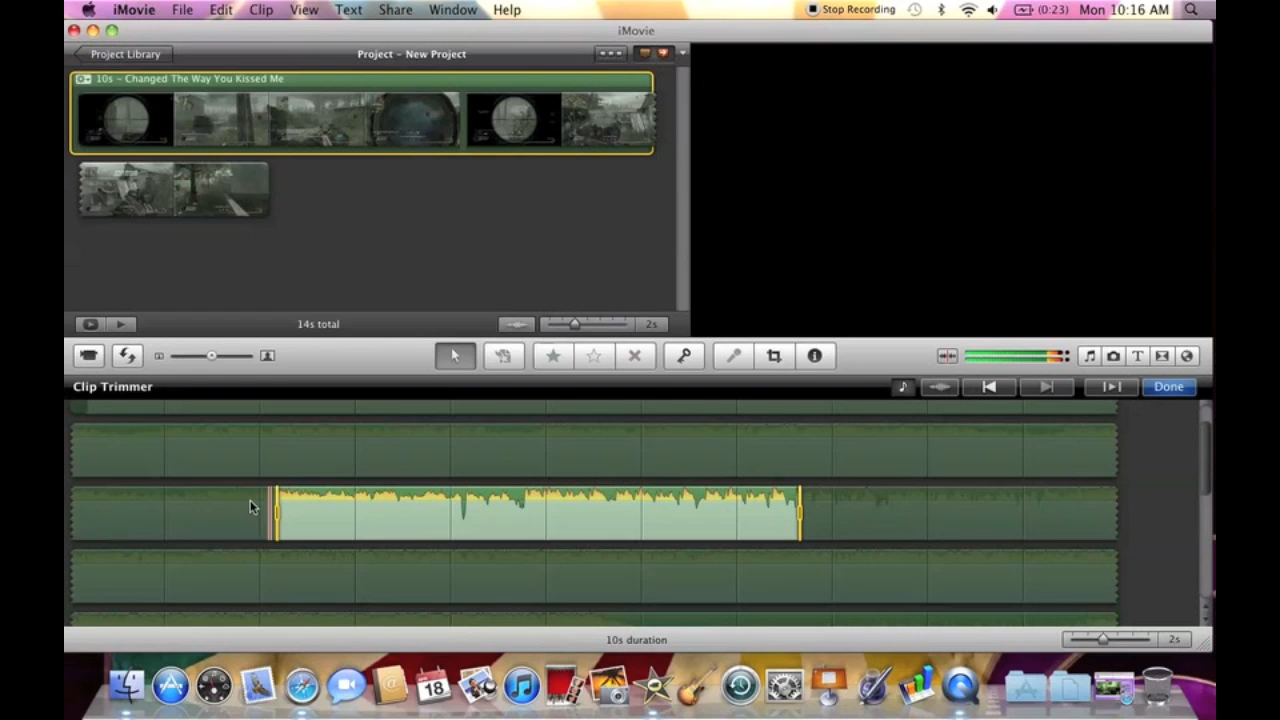 iMovie File Edit Clip View Text Share Window Help Stop Recording (0:23) Mon 10:16 AM
iMovie
Project Library Project - New Project
10s - Changed The Way You Kissed Me
14s total 2s
Clip Trimmer Done
10s duration 2s
18